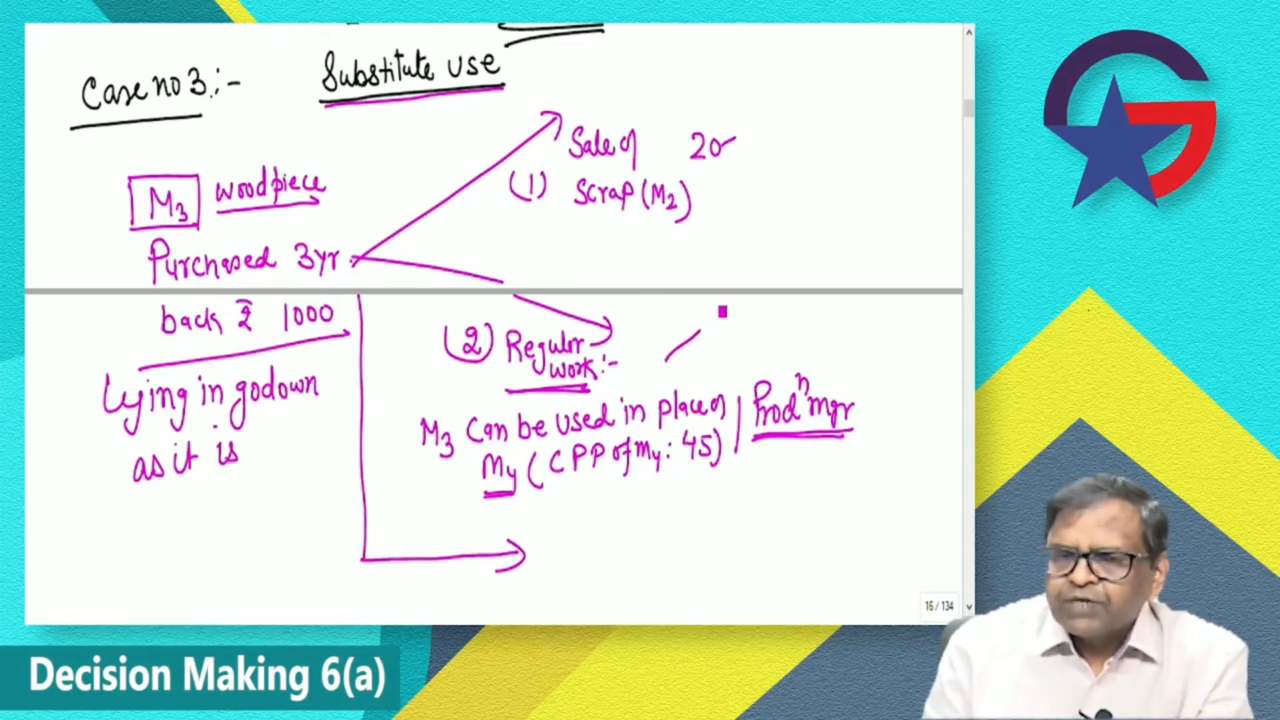 Case no 3:- Substitute use
M3 woodpiece
Purchased 3yr
back ₹ 1000
lying in godown
as it is
Sale of 20
(1) Scrap (M2)
(2) Regular
work:-
M3 can be used in place of
My (CPP of My: 45)
Prodn mgr
16 / 134
Decision Making 6(a)